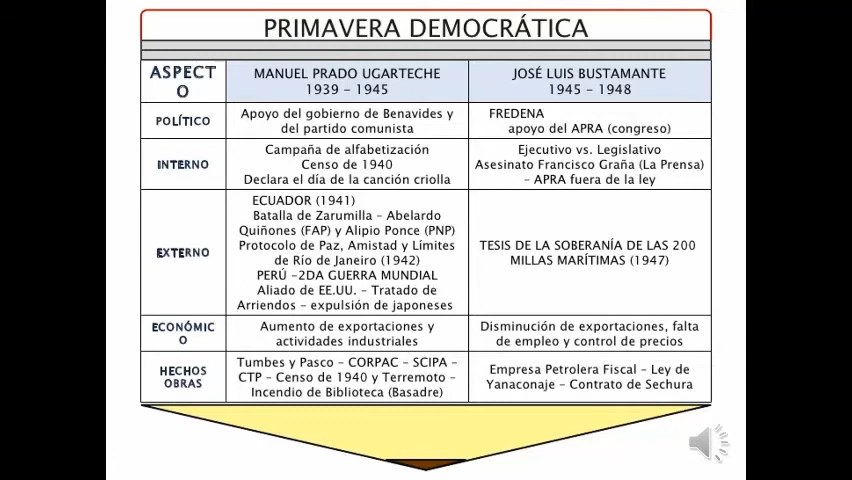 PRIMAVERA DEMOCRÁTICA
ASPECT
O
MANUEL PRADO UGARTECHE
1939 – 1945
JOSÉ LUIS BUSTAMANTE
1945 – 1948
POLÍTICO
Apoyo del gobierno de Benavides y
del partido comunista
FREDENA
apoyo del APRA (congreso)
INTERNO
Campaña de alfabetización
Censo de 1940
Declara el día de la canción criolla
Ejecutivo vs. Legislativo
Asesinato Francisco Graña (La Prensa)
– APRA fuera de la ley
EXTERNO
ECUADOR (1941)
Batalla de Zarumilla – Abelardo
Quiñones (FAP) y Alipio Ponce (PNP)
Protocolo de Paz, Amistad y Límites
de Río de Janeiro (1942)
PERÚ –2DA GUERRA MUNDIAL
Aliado de EE.UU. – Tratado de
Arriendos – expulsión de japoneses
TESIS DE LA SOBERANÍA DE LAS 200
MILLAS MARÍTIMAS (1947)
ECONÓMIC
O
Aumento de exportaciones y
actividades industriales
Disminución de exportaciones, falta
de empleo y control de precios
HECHOS
OBRAS
Tumbes y Pasco – CORPAC – SCIPA –
CTP – Censo de 1940 y Terremoto –
Incendio de Biblioteca (Basadre)
Empresa Petrolera Fiscal – Ley de
Yanaconaje – Contrato de Sechura